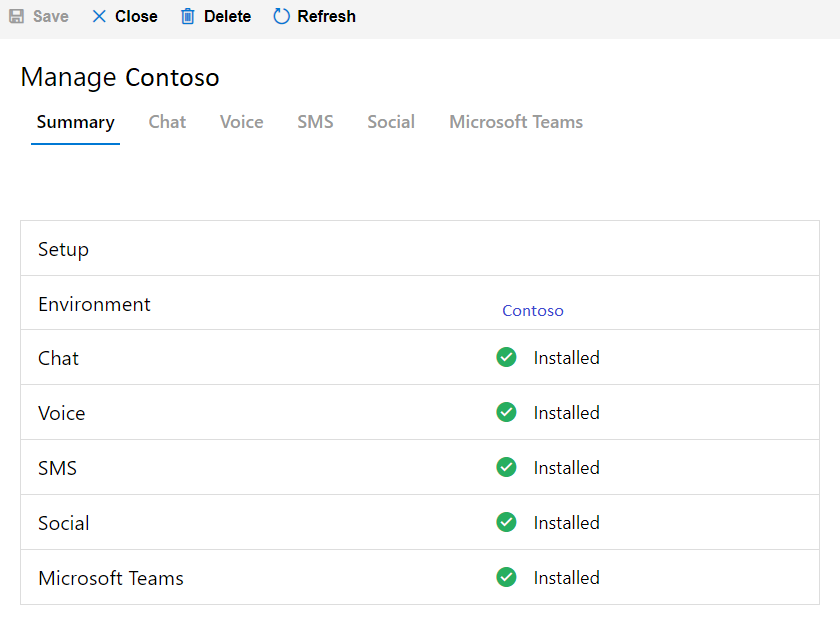 Save Close Delete Refresh
Manage Contoso
Summary Chat Voice SMS Social Microsoft Teams
Setup
Environment Contoso
Chat Installed
Voice Installed
SMS Installed
Social Installed
Microsoft Teams Installed